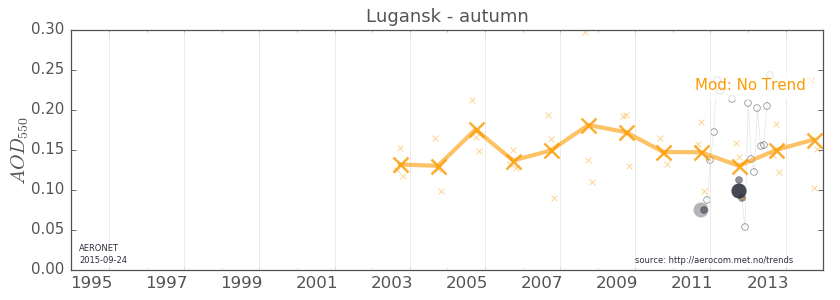 Lugansk - autumn
0.30
0.25
0.20
0.15
0.10
0.05
0.00
AOD550
Mod: No Trend
AERONET
2015-09-24
source: http://aerocom.met.no/trends
1995 1997 1999 2001 2003 2005 2007 2009 2011 2013